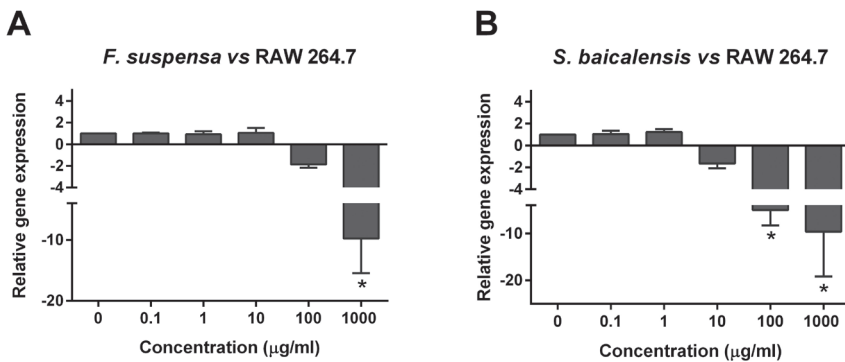 A
F. suspensa vs RAW 264.7
Relative gene expression
4
2
0
-2
-4
-10
-20
*
0 0.1 1 10 100 1000
Concentration (μg/ml)
B
S. baicalensis vs RAW 264.7
Relative gene expression
4
2
0
-2
-4
-10
-20
*
*
0 0.1 1 10 100 1000
Concentration (μg/ml)